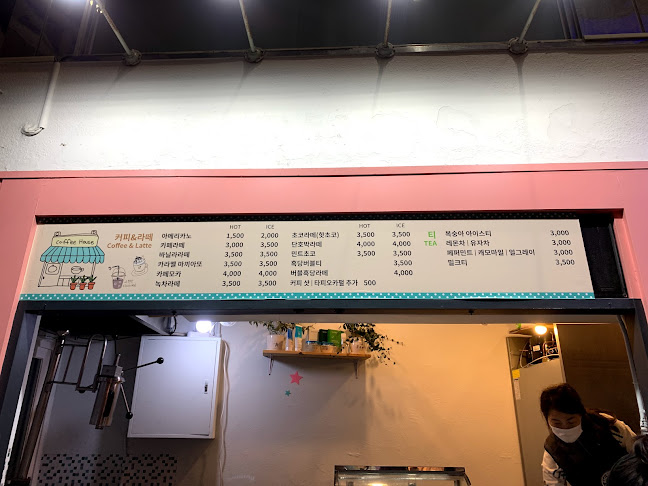 Coffee House
커피&라떼
Coffee & Latte
HOT ICE
아메리카노 1,500 2,000
카페라떼 3,000 3,500
바닐라라떼 3,500 3,500
카라멜 마끼아또 3,500 3,500
카페모카 4,000 4,000
녹차라떼 3,500 3,500
HOT ICE
초코라떼(핫초코) 3,500 3,500
단호박라떼 4,000 4,000
민트초코 3,500
흑당버블티 3,500
버블흑당라떼 4,000
커피 샷 | 타피오카펄 추가 500
티
TEA
복숭아 아이스티 3,000
레몬차 | 유자차 3,000
페퍼민트 | 캐모마일 | 얼그레이 3,000
밀크티 3,500